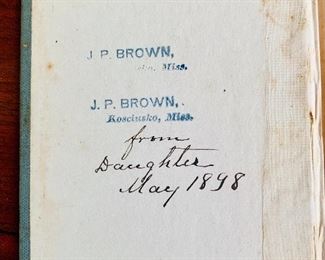 J. P. BROWN,
Miss.
J. P. BROWN,
Kosciusko, Miss.
from
Daughter
May 1898